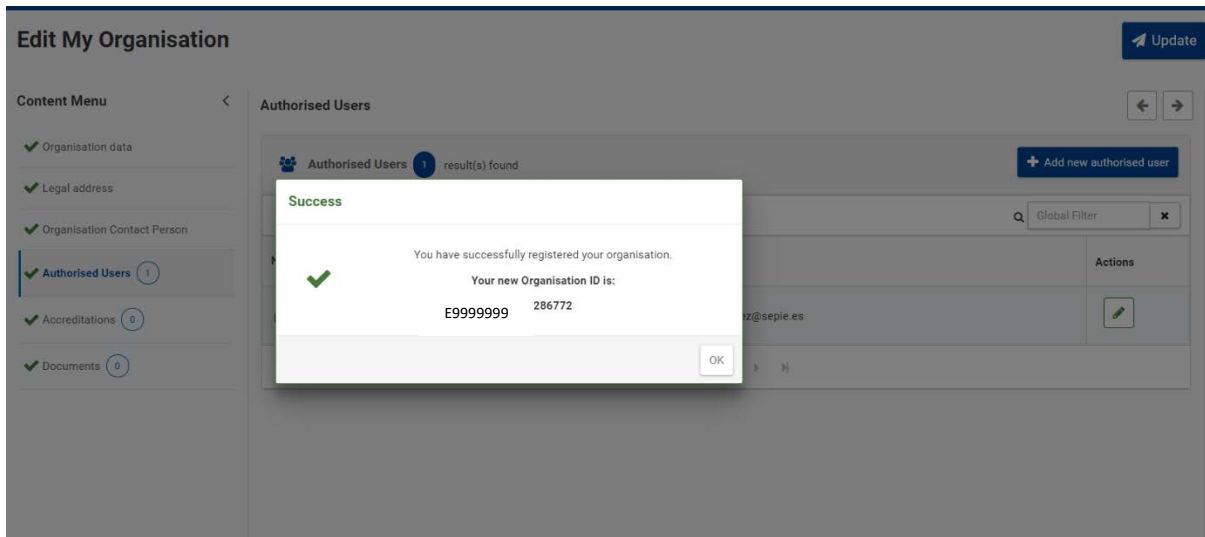 Edit My Organisation
Update
Content Menu
Organisation data
Legal address
Organisation Contact Person
Authorised Users 1
Accreditations 0
Documents 0
Authorised Users
Authorised Users 1 result(s) found
Add new authorised user
Global Filter
Actions
ez@sepie.es
Success
You have successfully registered your organisation.
Your new Organisation ID is:
E9999999 286772
OK